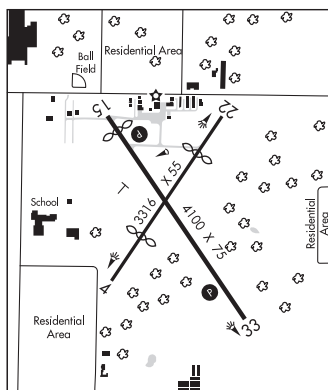 Ball
Field
Residential Area
15
22
P
3316 X 55
School
4100 X 75
Residential
Area
4
P
33
Residential
Area